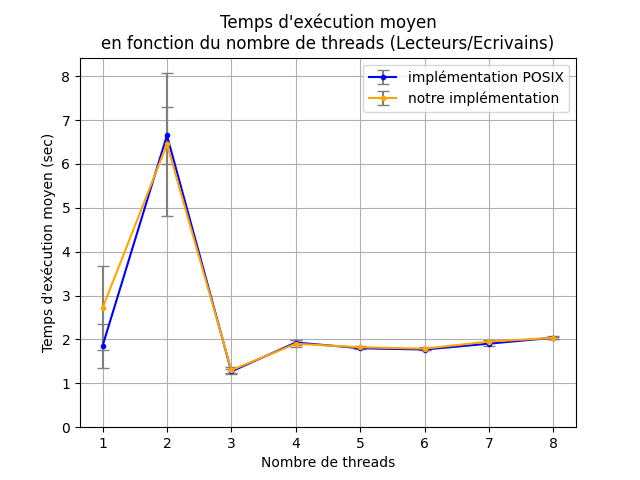 Temps d'exécution moyen
en fonction du nombre de threads (Lecteurs/Ecrivains)
implémentation POSIX
notre implémentation
Temps d'exécution moyen (sec)
8
7
6
5
4
3
2
1
0
1 2 3 4 5 6 7 8
Nombre de threads